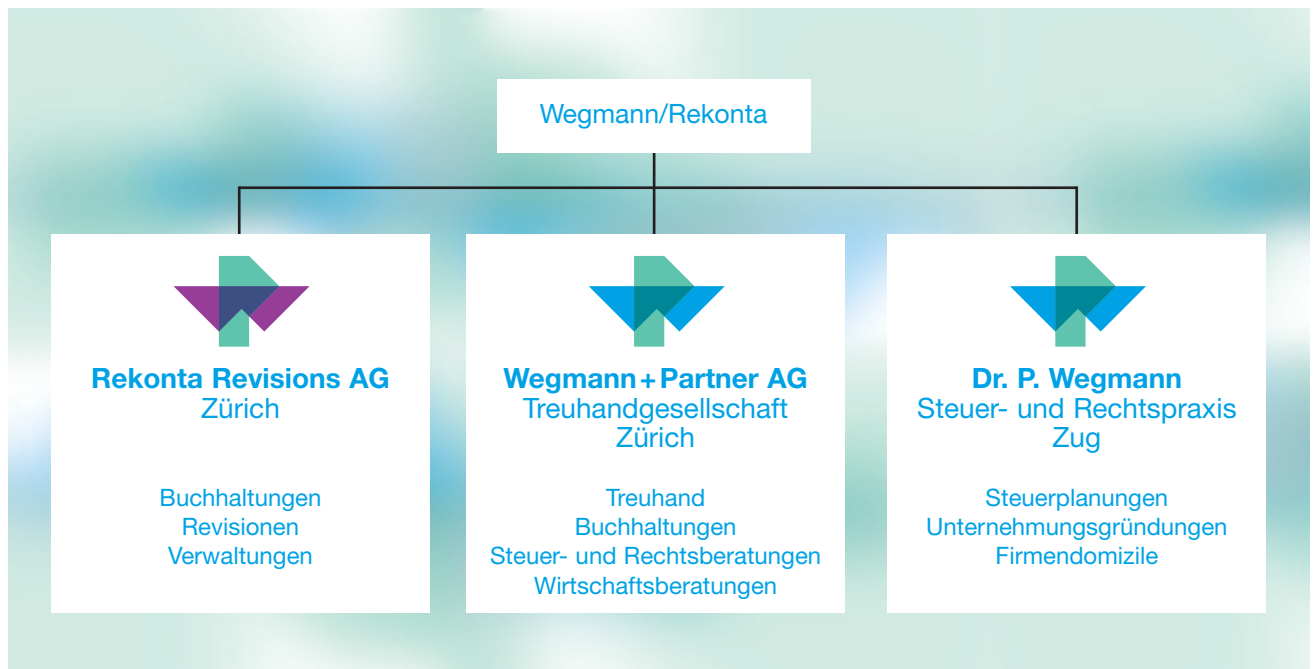 Wegmann/Rekonta
Rekonta Revisions AG
Zürich
Buchhaltungen
Revisionen
Verwaltungen
Wegmann+Partner AG
Treuhandgesellschaft
Zürich
Treuhand
Buchhaltungen
Steuer- und Rechtsberatungen
Wirtschaftsberatungen
Dr. P. Wegmann
Steuer- und Rechtspraxis
Zug
Steuerplanungen
Unternehmungsgründungen
Firmendomizile